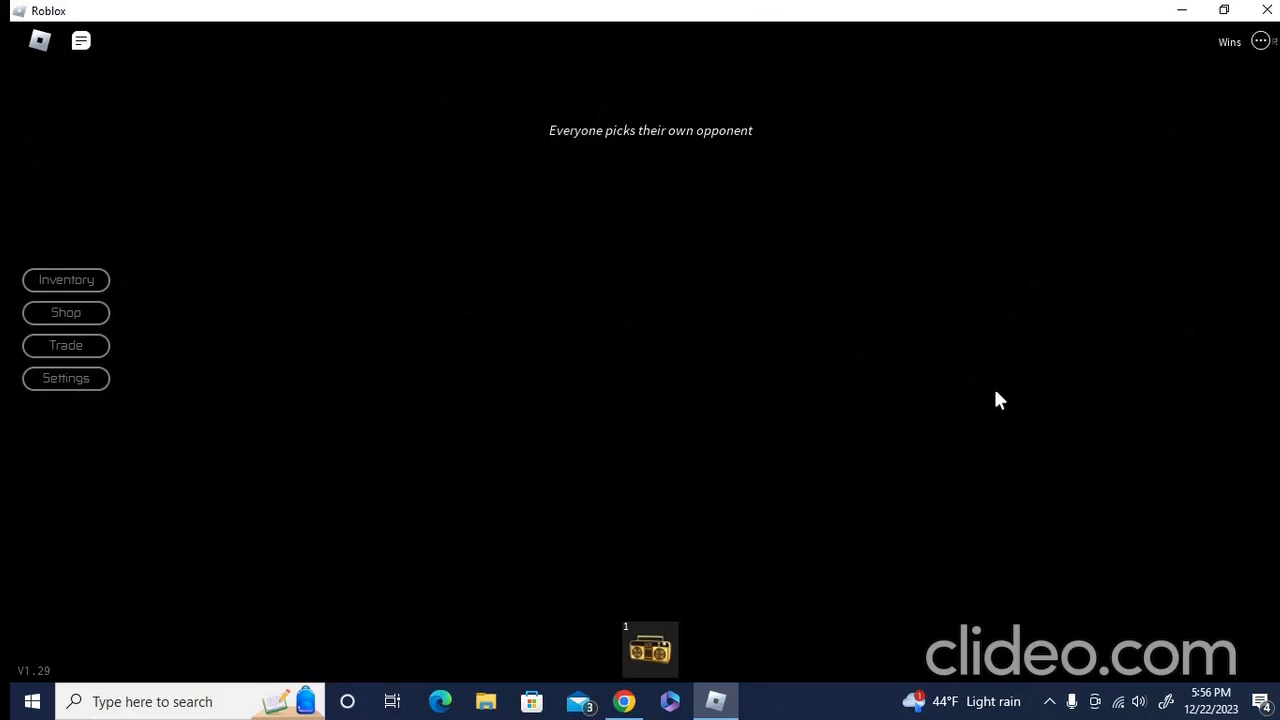 Roblox
Wins
Everyone picks their own opponent
Inventory
Shop
Trade
Settings
1
V1.29
clideo.com
Type here to search
3
1
44°F Light rain
5:56 PM
12/22/2023
4